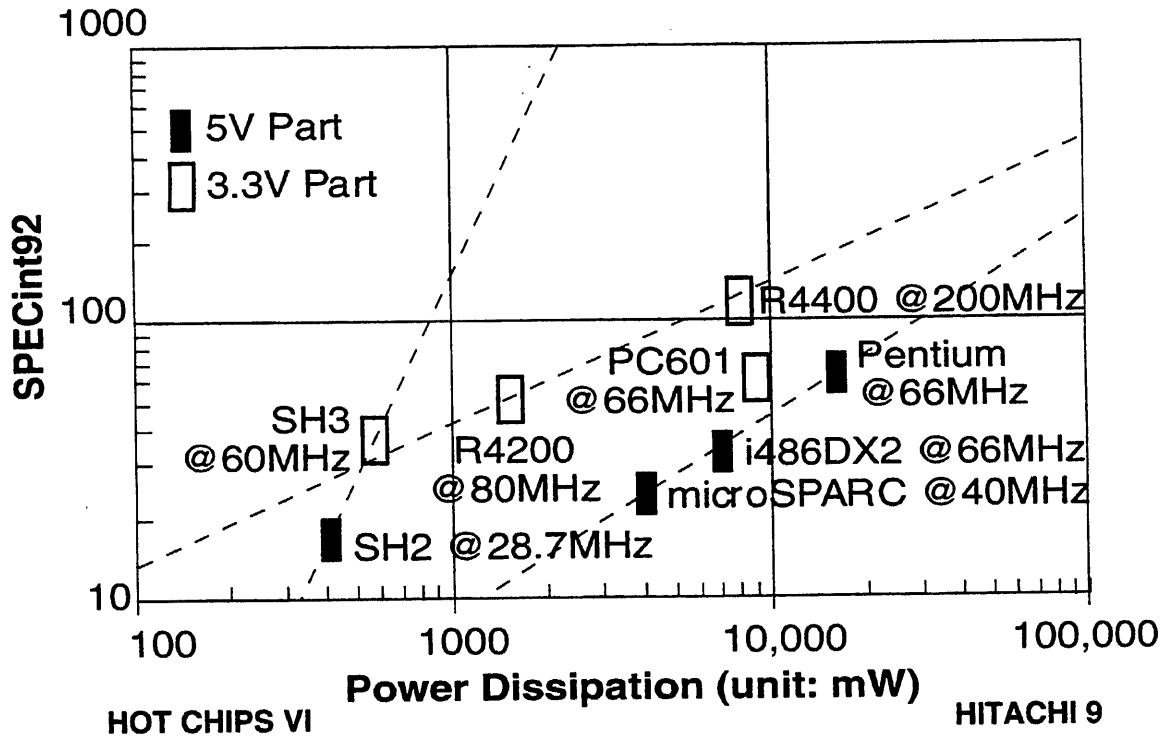 1000
5V Part
3.3V Part
SPECint92
100
R4400 @200MHz
PC601
@66MHz
Pentium
@66MHz
SH3
@60MHz
R4200
@80MHz
i486DX2 @66MHz
microSPARC @40MHz
SH2 @28.7MHz
10
100
1000
10,000
100,000
Power Dissipation (unit: mW)
HOT CHIPS VI
HITACHI 9